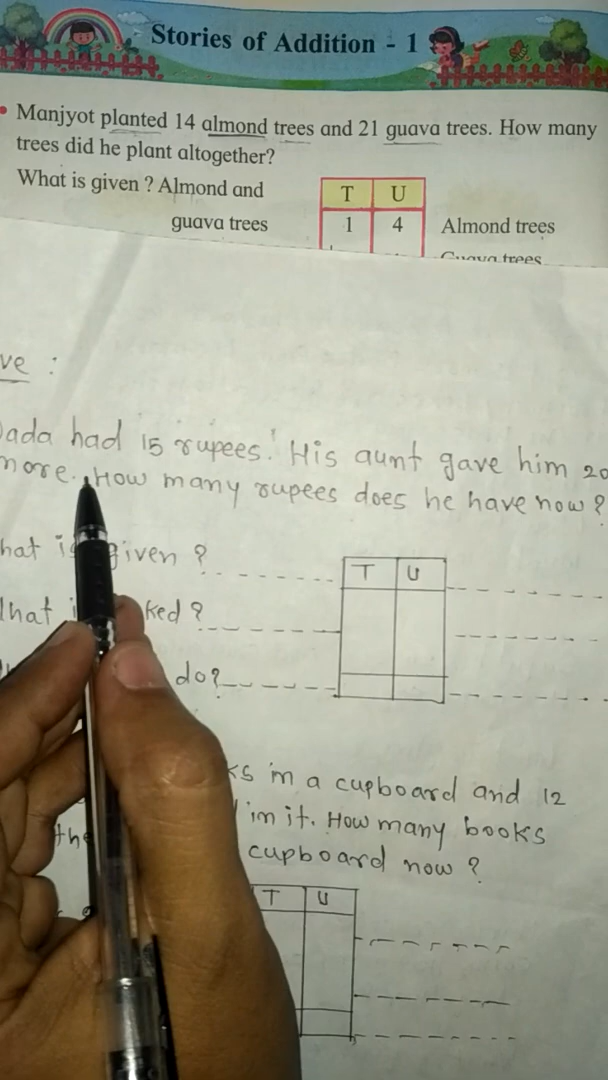 Stories of Addition - 1
• Manjyot planted 14 almond trees and 21 guava trees. How many
trees did he plant altogether?
What is given ? Almond and
guava trees
T U
1 4 Almond trees
trees
:
had 15 rupees. His aunt gave him 20
more. How many rupees does he have now ?
given ?
T U
do?
in a cupboard and 12
in it. How many books
cupboard now ?
T U